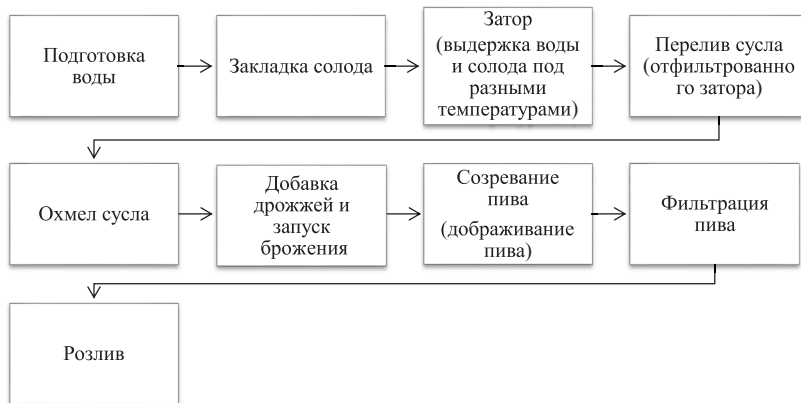 Подготовка
воды
Закладка солода
Затор
(выдержка воды
и солода под
разными
температурами)
Перелив сусла
(отфильтрованно
го затора)
Охмел сусла
Добавка
дрожжей и
запуск
брожения
Созревание
пива
(дображивание
пива)
Фильтрация
пива
Розлив